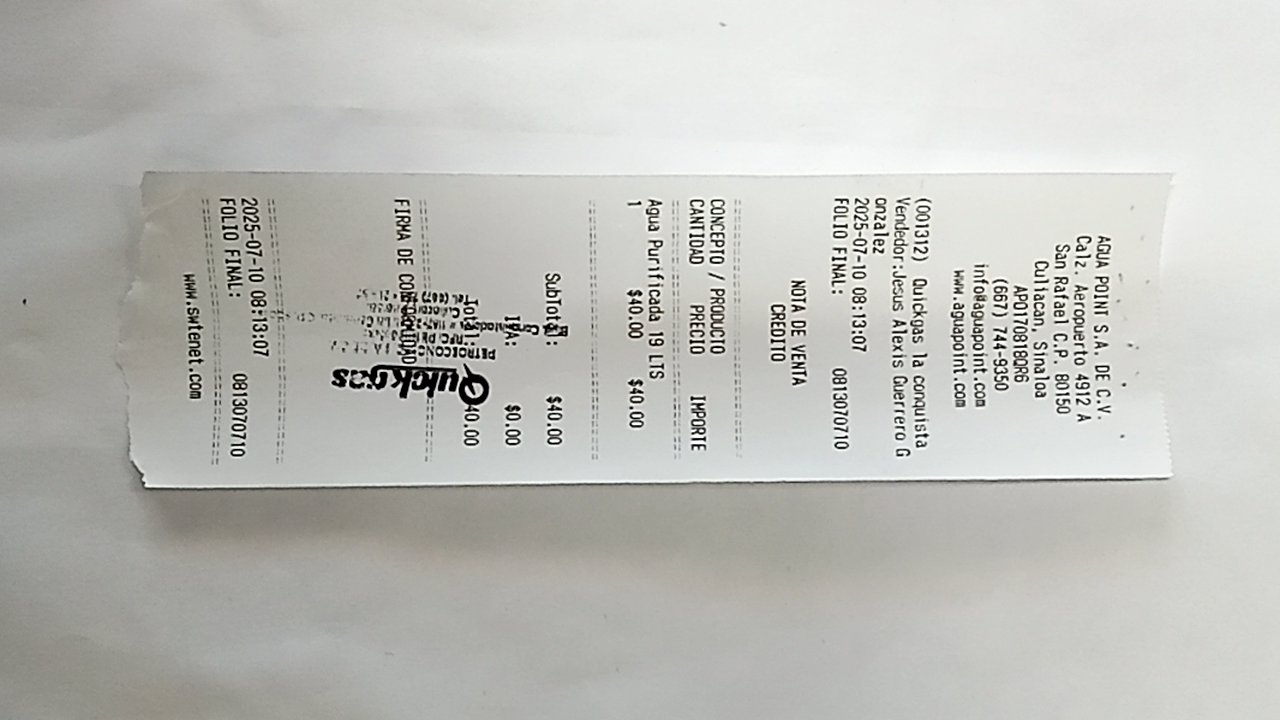 AGUA POINT S.A. DE C.V.
Calz. Aeropuerto 4912 A
San Rafael C.P. 80150
Culiacan, Sinaloa
APO170818QR6
(667) 744-9350
info@aguapoint.com
www.aguapoint.com
(001312) Quickgas la conquista
Vendedor:Jesus Alexis Guerrero G
onzalez
2025-07-10 08:13:07
FOLIO FINAL: 0813070710
NOTA DE VENTA
CREDITO
CONCEPTO / PRODUCTO
CANTIDAD PRECIO IMPORTE
Agua Purificada 19 LTS
1 $40.00 $40.00
SubTotal: $40.00
IVA: $0.00
Total: $40.00
Quickgas
FIRMA DE CONFORMIDAD
2025-07-10 08:13:07
FOLIO FINAL: 0813070710
www.swtenet.com